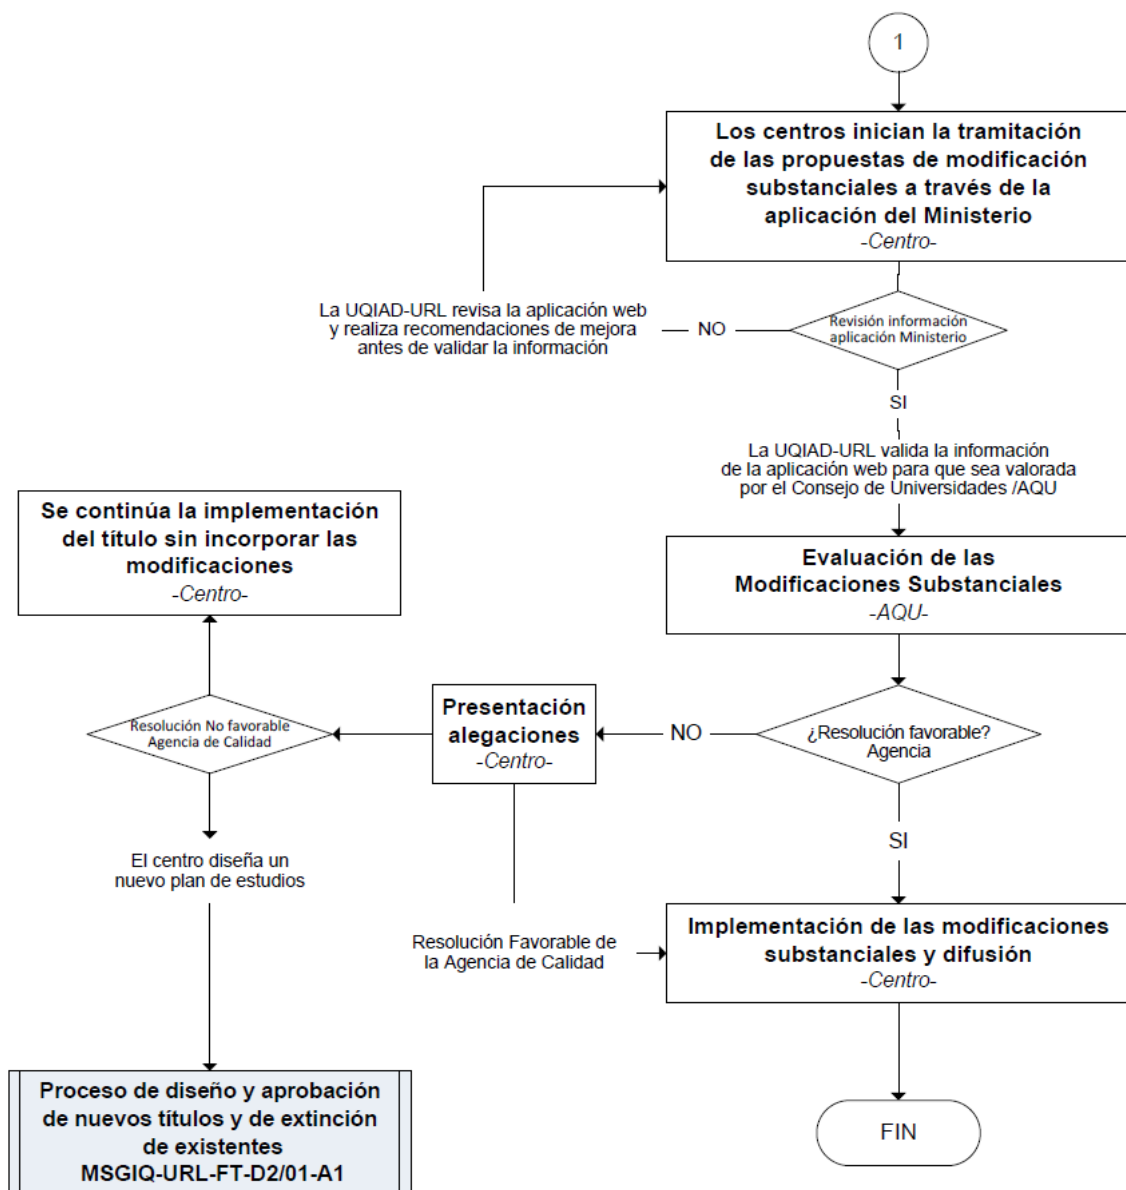 1
Los centros inician la tramitación
de las propuestas de modificación
substanciales a través de la
aplicación del Ministerio
-Centro-
La UQIAD-URL revisa la aplicación web
y realiza recomendaciones de mejora
antes de validar la información
NO
Revisión información
aplicación Ministerio
SI
La UQIAD-URL valida la información
de la aplicación web para que sea valorada
por el Consejo de Universidades /AQU
Se continúa la implementación
del título sin incorporar las
modificaciones
-Centro-
Evaluación de las
Modificaciones Substanciales
-AQU-
Resolución No favorable
Agencia de Calidad
Presentación
alegaciones
-Centro-
NO
¿Resolución favorable?
Agencia
SI
El centro diseña un
nuevo plan de estudios
Resolución Favorable de
la Agencia de Calidad
Implementación de las modificaciones
substanciales y difusión
-Centro-
Proceso de diseño y aprobación
de nuevos títulos y de extinción
de existentes
MSGIQ-URL-FT-D2/01-A1
FIN